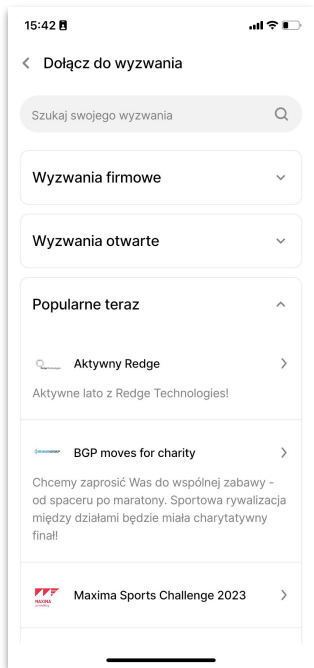 15:42
Dołącz do wyzwania
Szukaj swojego wyzwania
Wyzwania firmowe
Wyzwania otwarte
Popularne teraz
Aktywny Redge
Aktywne lato z Redge Technologies!
BGP moves for charity
Chcemy zaprosić Was do wspólnej zabawy -
od spaceru po maratony. Sportowa rywalizacja
między działami będzie miała charytatywny
finał!
MAXIMA
Maxima Sports Challenge 2023